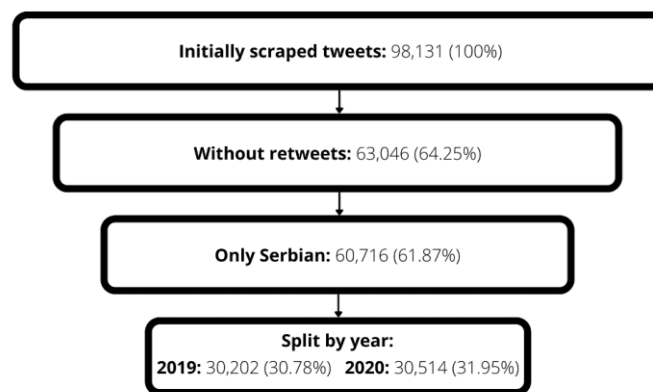 Initially scraped tweets: 98,131 (100%)
Without retweets: 63,046 (64.25%)
Only Serbian: 60,716 (61.87%)
Split by year:
2019: 30,202 (30.78%) 2020: 30,514 (31.95%)